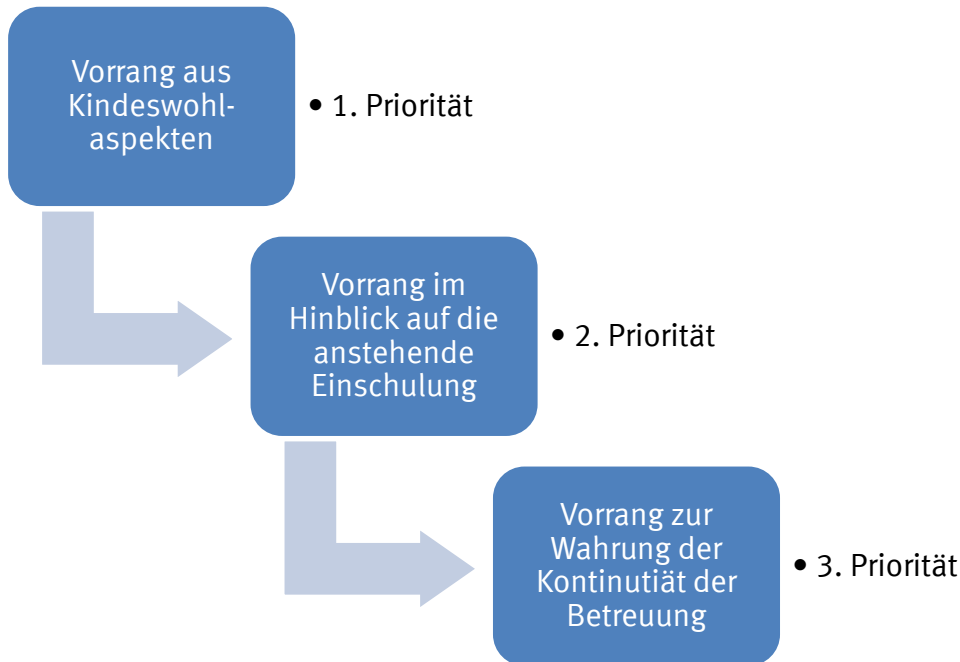 Vorrang aus
Kindeswohl-
aspekten
• 1. Priorität
Vorrang im
Hinblick auf die
anstehende
Einschulung
• 2. Priorität
Vorrang zur
Wahrung der
Kontinutiät der
Betreuung
• 3. Priorität